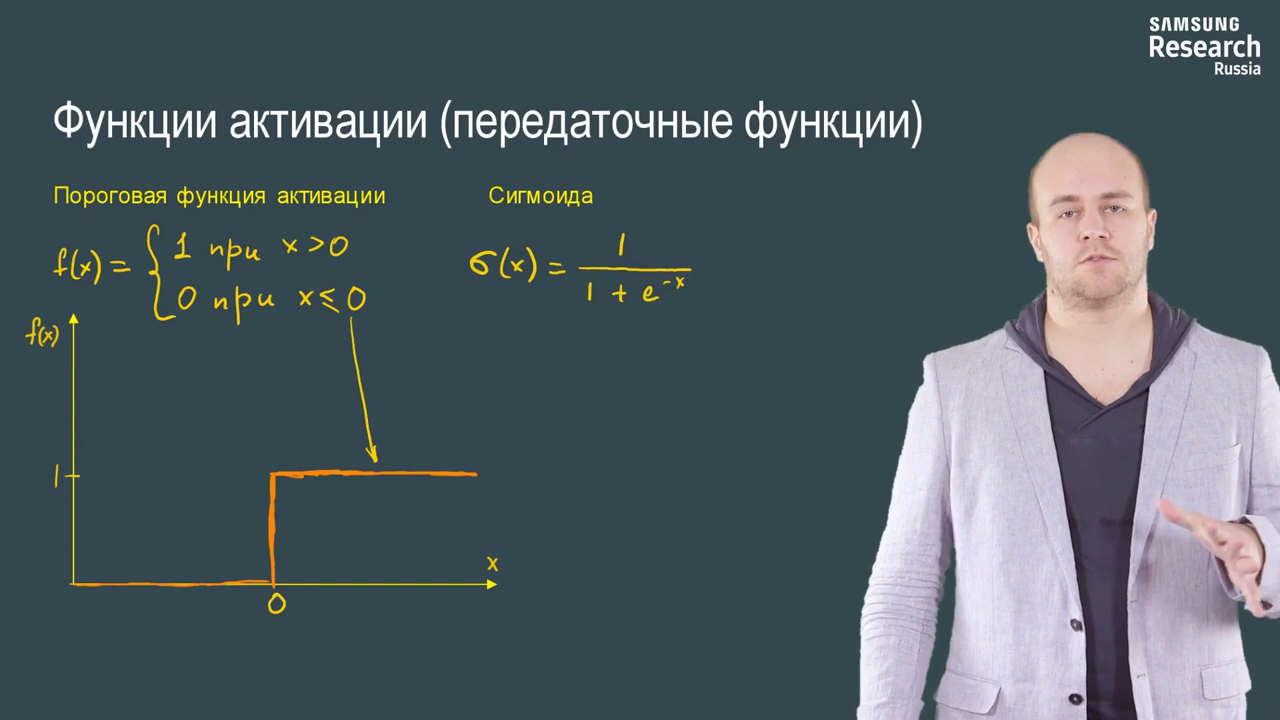 SAMSUNG
Research
Russia
Функции активации (передаточные функции)
Пороговая функция активации
f(x) = { 1 при x > 0
0 при x ≤ 0
f(x)
1
0
x
Сигмоида
σ(x) = 1 / (1 + e^-x)